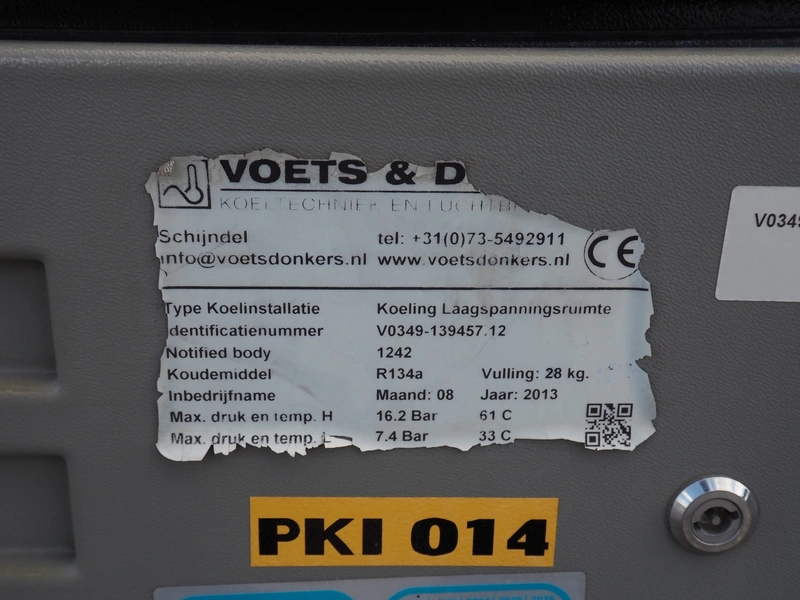 VOETS & D
KOELTECHNIEK EN LUCHTB
Schijndel tel: +31(0)73-5492911
info@voetsdonkers.nl www.voetsdonkers.nl CE
Type Koelinstallatie Koeling Laagspanningsruimte
identificatienummer V0349-139457.12
Notified body 1242
Koudemiddel R134a Vulling: 28 kg.
Inbedrijfname Maand: 08 Jaar: 2013
Max. druk en temp. H 16.2 Bar 61 C
Max. druk en temp. L 7.4 Bar 33 C
V0349
PKI 014